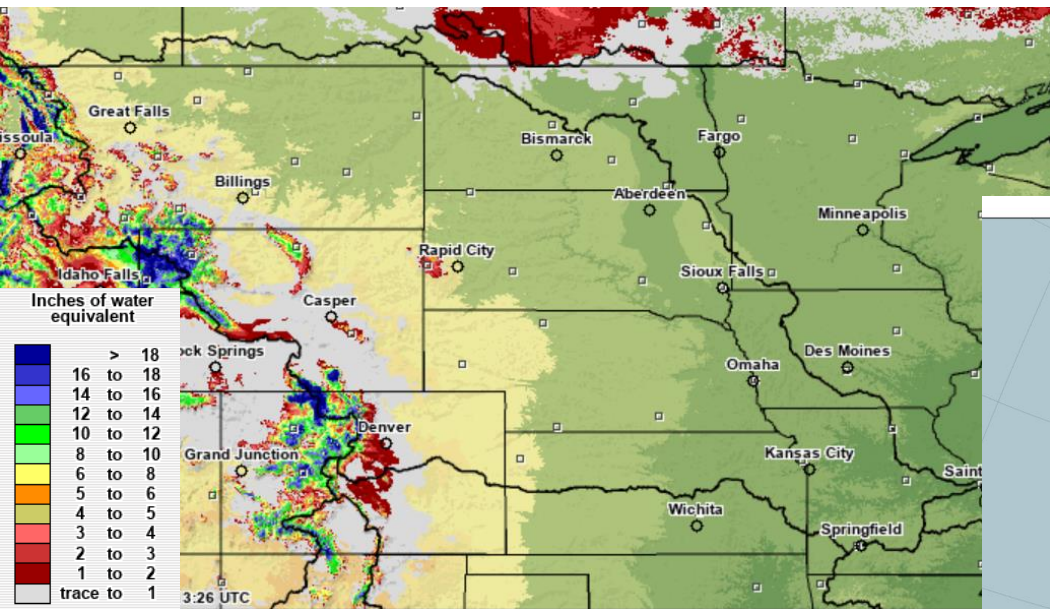 Great Falls
issoula
Bismarck
Fargo
Billings
Aberdeen
Minneapolis
Rapid City
Idaho Falls
Sioux Falls
Inches of water
equivalent
Casper
ock Springs
Des Moines
Omaha
> 18
16 to 18
14 to 16
12 to 14
10 to 12
8 to 10
6 to 8
5 to 6
4 to 5
3 to 4
2 to 3
1 to 2
trace to 1
Denver
Grand Junction
Kansas City
Saint
Wichita
Springfield
3:26 UTC